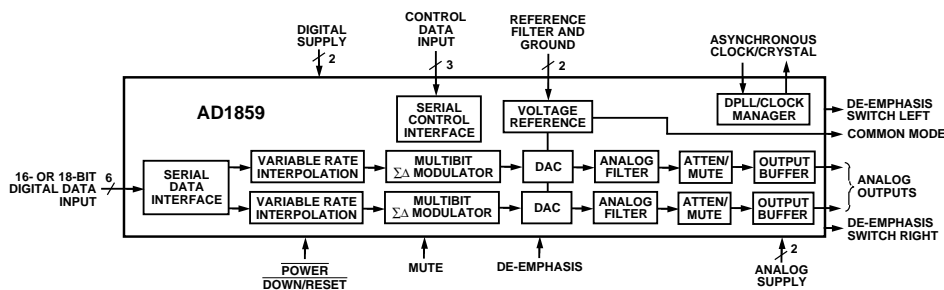 DIGITAL
SUPPLY
2
CONTROL
DATA
INPUT
3
REFERENCE
FILTER AND
GROUND
2
ASYNCHRONOUS
CLOCK/CRYSTAL
AD1859
SERIAL
CONTROL
INTERFACE
VOLTAGE
REFERENCE
DPLL/CLOCK
MANAGER
DE-EMPHASIS
SWITCH LEFT
COMMON MODE
16- OR 18-BIT
DIGITAL DATA
INPUT
6
SERIAL
DATA
INTERFACE
VARIABLE RATE
INTERPOLATION
MULTIBIT
ΣΔ MODULATOR
DAC
ANALOG
FILTER
ATTEN/
MUTE
OUTPUT
BUFFER
ANALOG
OUTPUTS
VARIABLE RATE
INTERPOLATION
MULTIBIT
ΣΔ MODULATOR
DAC
ANALOG
FILTER
ATTEN/
MUTE
OUTPUT
BUFFER
DE-EMPHASIS
SWITCH RIGHT
POWER
DOWN/RESET
MUTE
DE-EMPHASIS
2
ANALOG
SUPPLY